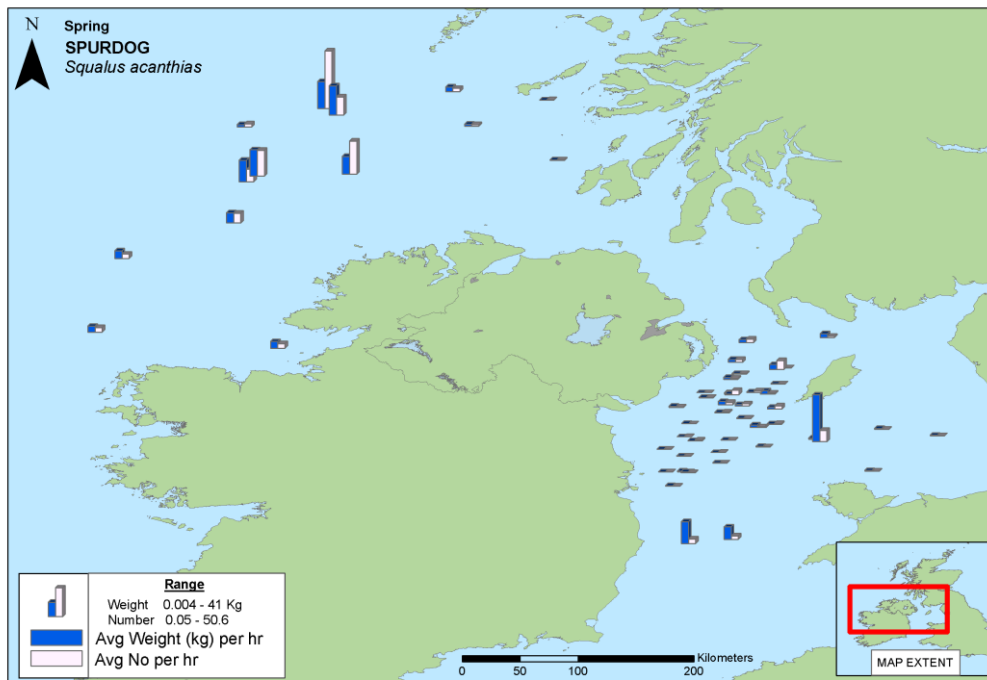 N
Spring
SPURDOG
Squalus acanthias
Range
Weight 0.004 - 41 Kg
Number 0.05 - 50.6
Avg Weight (kg) per hr
Avg No per hr
Kilometers
0 50 100 200
MAP EXTENT